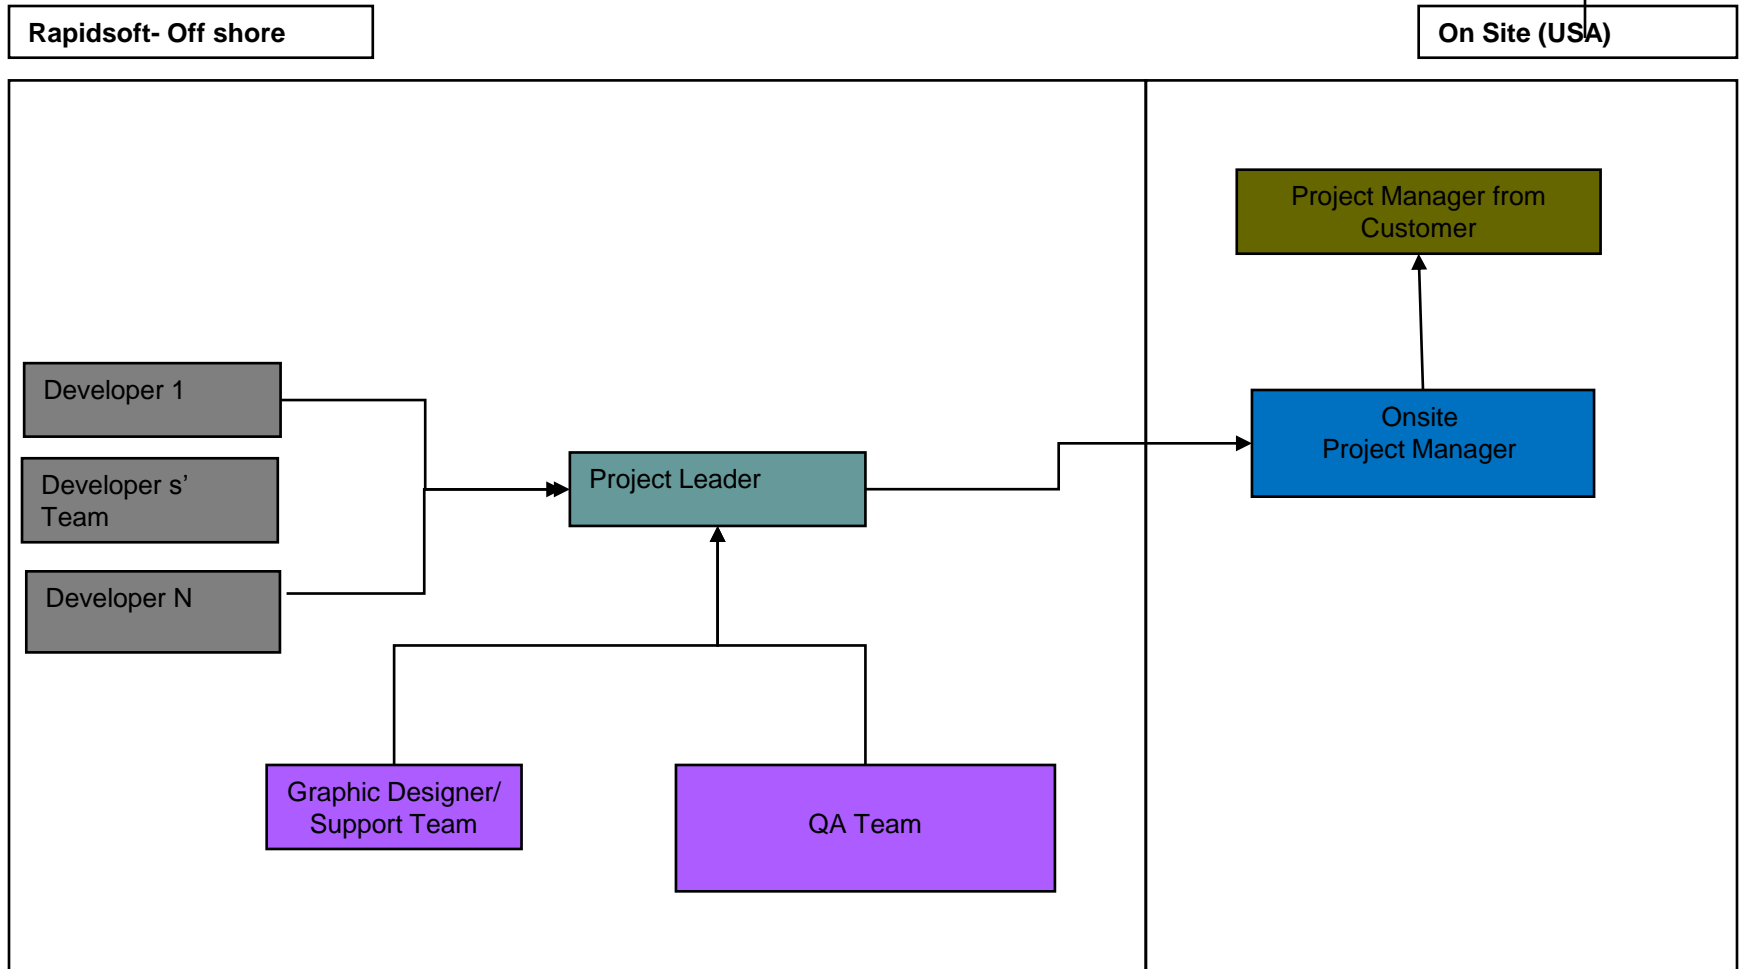 Rapidsoft- Off shore
On Site (USA)
Project Manager from
Customer
Developer 1
Onsite
Project Manager
Developer s’
Team
Project Leader
Developer N
Graphic Designer/
Support Team
QA Team